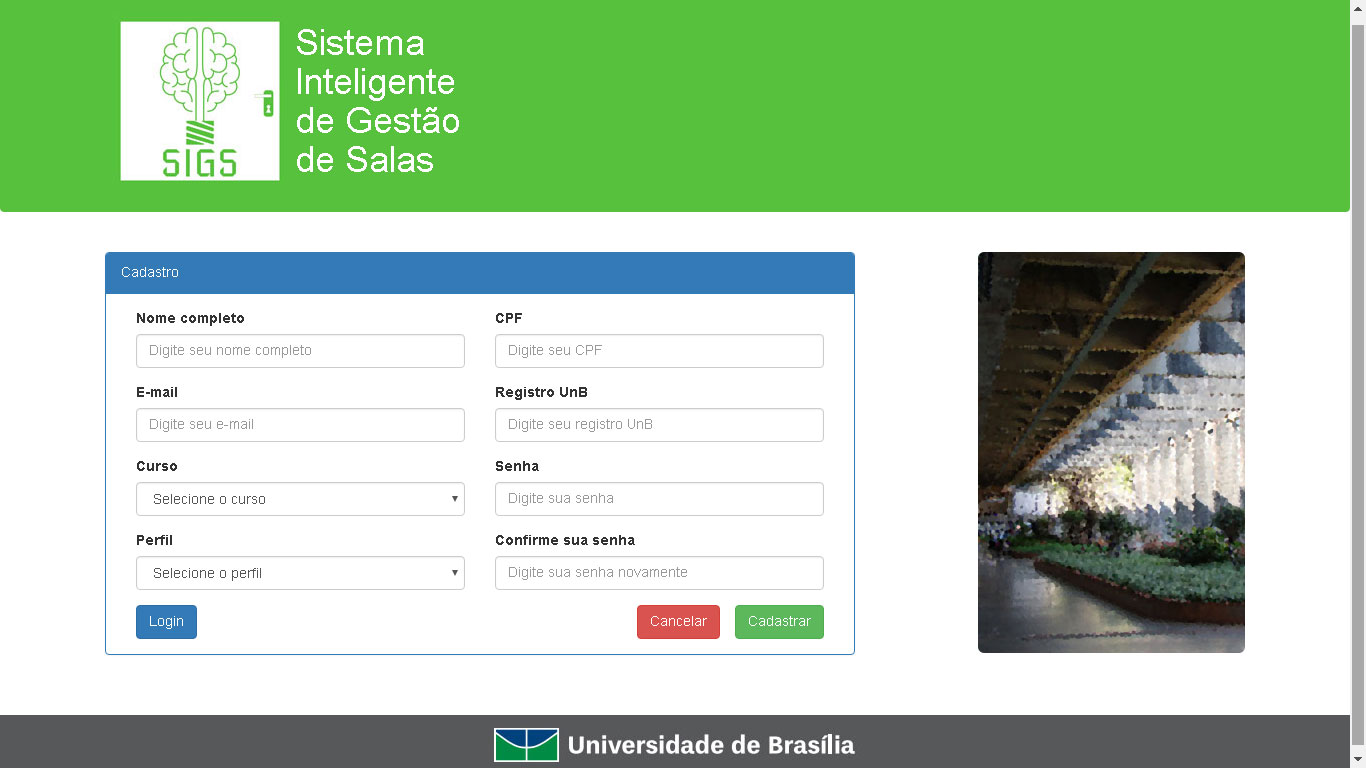 SIGS
Sistema
Inteligente
de Gestão
de Salas
Cadastro
Nome completo
Digite seu nome completo
CPF
Digite seu CPF
E-mail
Digite seu e-mail
Registro UnB
Digite seu registro UnB
Curso
Selecione o curso
Senha
Digite sua senha
Perfil
Selecione o perfil
Confirme sua senha
Digite sua senha novamente
Login
Cancelar
Cadastrar
Universidade de Brasília